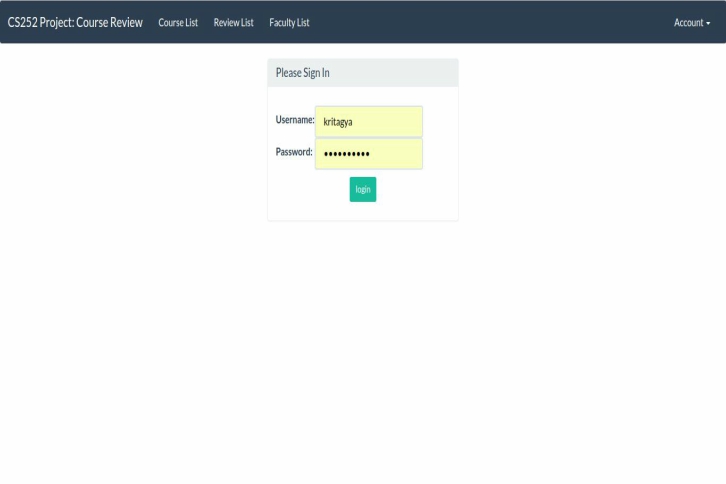 CS252 Project: Course Review Course List Review List Faculty List Account
Please Sign In
Username: kritagya
Password: ••••••••••
login